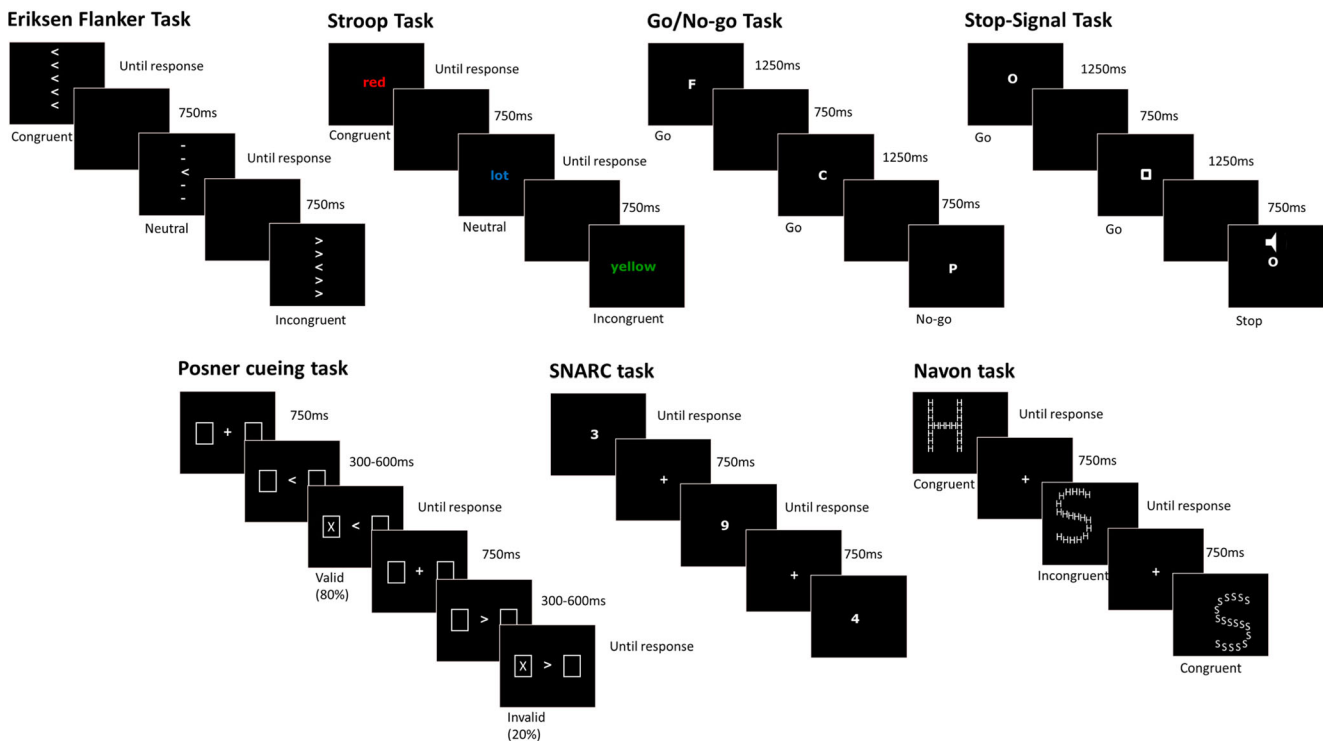 Eriksen Flanker Task
<
<
<
<
<
Until response
Congruent
750ms
-
-
<
-
-
Until response
Neutral
750ms
>
>
<
>
>
Incongruent
Stroop Task
red
Until response
Congruent
750ms
lot
Until response
Neutral
750ms
yellow
Incongruent
Go/No-go Task
F
1250ms
Go
750ms
C
1250ms
Go
750ms
P
No-go
Stop-Signal Task
O
1250ms
Go
750ms
1250ms
Go
750ms
O
Stop
Posner cueing task
+
750ms
<
300-600ms
X <
Until response
Valid
(80%)
+
750ms
>
300-600ms
X >
Until response
Invalid
(20%)
SNARC task
3
Until response
+
750ms
9
Until response
+
750ms
4
Navon task
H
Until response
Congruent
+
750ms
S
Until response
Incongruent
+
750ms
S
Congruent